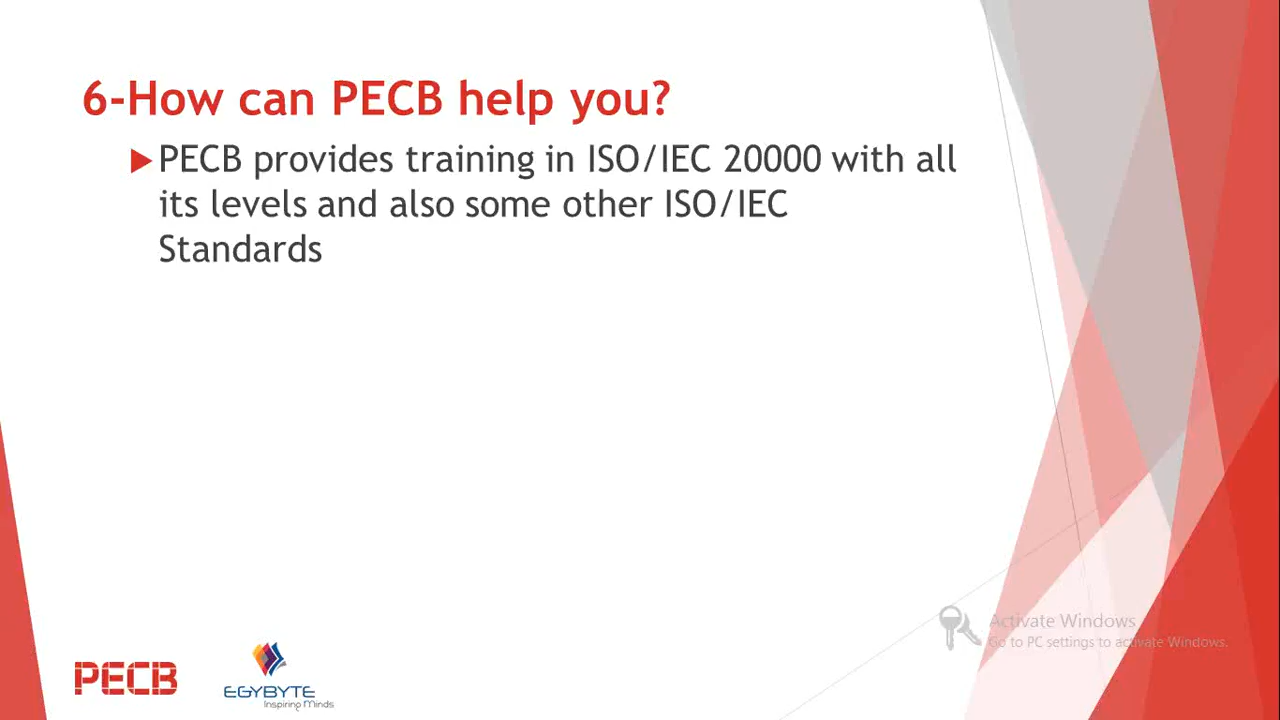 6-How can PECB help you?
PECB provides training in ISO/IEC 20000 with all
its levels and also some other ISO/IEC
Standards
Activate Windows
Go to PC settings to activate Windows.
PECB
EGYBYTE
Inspiring Minds